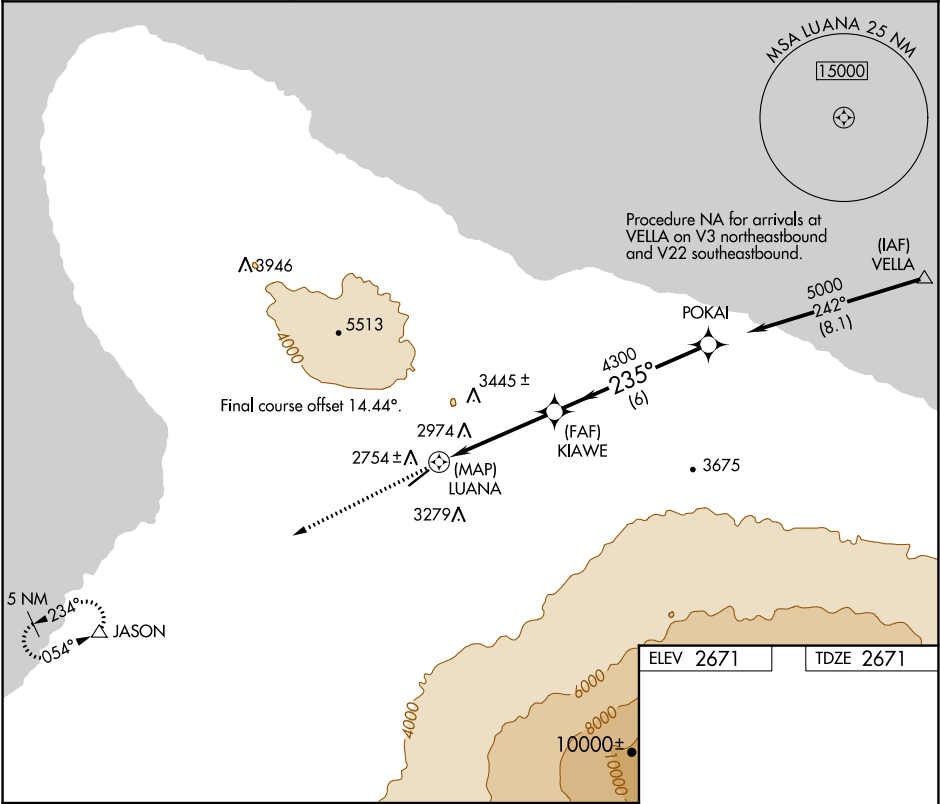 MSA LUANA 25 NM
15000
Procedure NA for arrivals at
VELLA on V3 northeastbound
and V22 southeastbound.
(IAF)
VELLA
5000
242°
(8.1)
POKAI
4300
235°
(6)
3946
5513
4000
Final course offset 14.44°.
3445 ±
2974
(FAF)
KIAWE
2754 ±
(MAP)
LUANA
3675
3279
5 NM
234°
054°
JASON
ELEV 2671
TDZE 2671
4000
6000
8000
10000±
10000